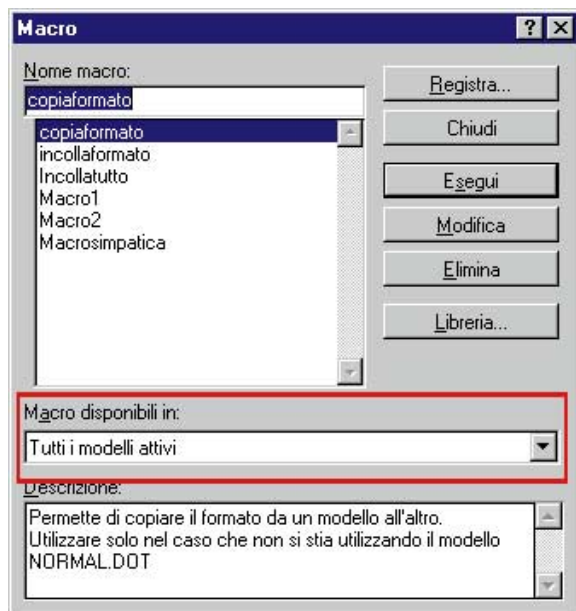 Macro
Nome macro:
copiaformato
copiaformato
incollaformato
Incollatutto
Macro1
Macro2
Macrosimpatica
Registra...
Chiudi
Esegui
Modifica
Elimina
Libreria...
Macro disponibili in:
Tutti i modelli attivi
Descrizione:
Permette di copiare il formato da un modello all'altro.
Utilizzare solo nel caso che non si stia utilizzando il modello
NORMAL.DOT